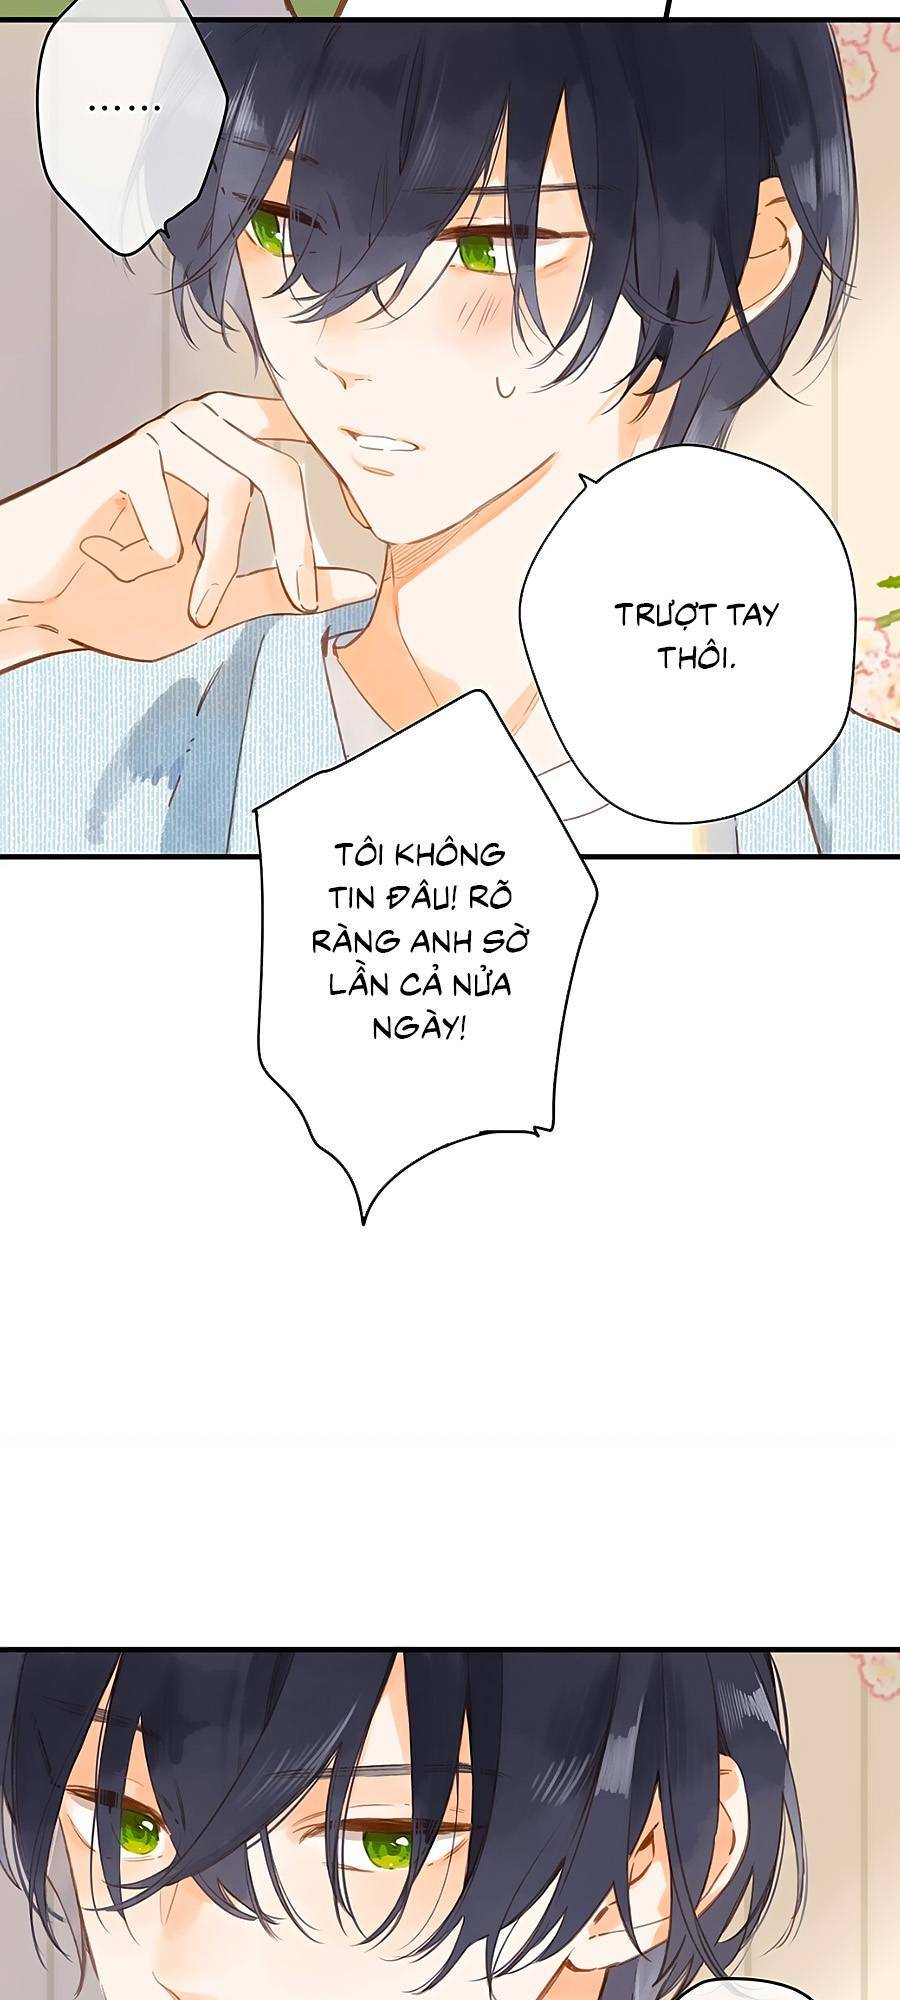 ......
TRƯỢT TAY
THÔI.
TÔI KHÔNG
TIN ĐÂU! RÕ
RÀNG ANH SỜ
LẦN CẢ NỬA
NGÀY!